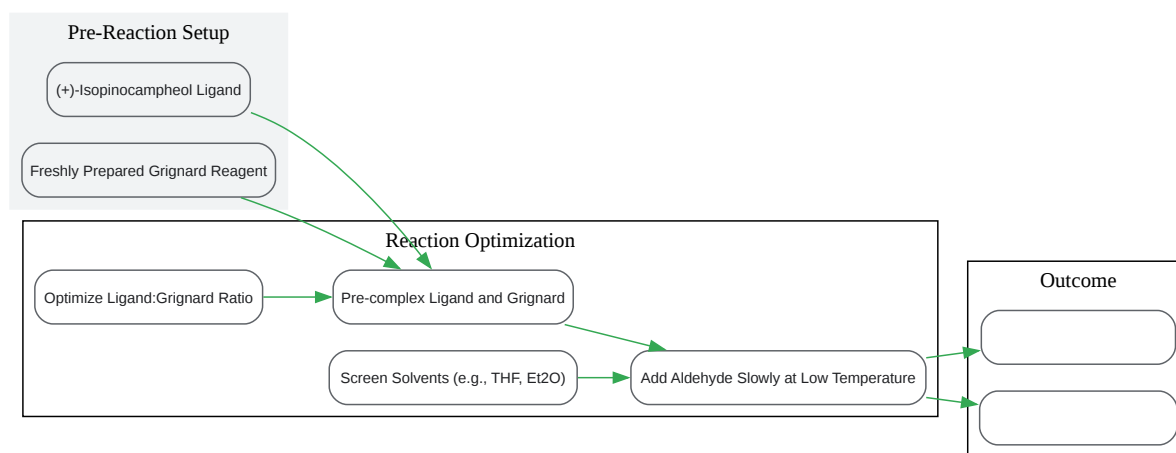 Pre-Reaction Setup
(+)-Isopinocampheol Ligand
Freshly Prepared Grignard Reagent
Reaction Optimization
Optimize Ligand:Grignard Ratio
Pre-complex Ligand and Grignard
Screen Solvents (e.g., THF, Et2O)
Add Aldehyde Slowly at Low Temperature
Outcome